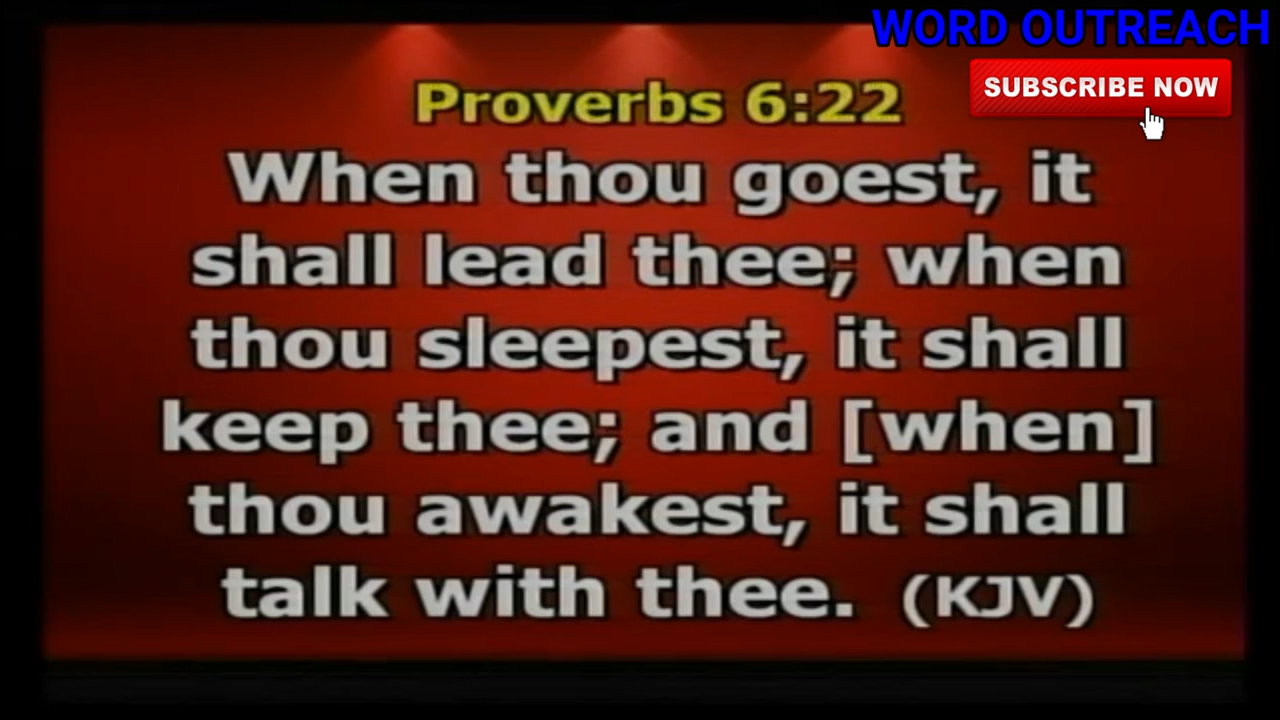 WORD OUTREACH
SUBSCRIBE NOW
Proverbs 6:22
When thou goest, it
shall lead thee; when
thou sleepest, it shall
keep thee; and [when]
thou awakest, it shall
talk with thee. (KJV)